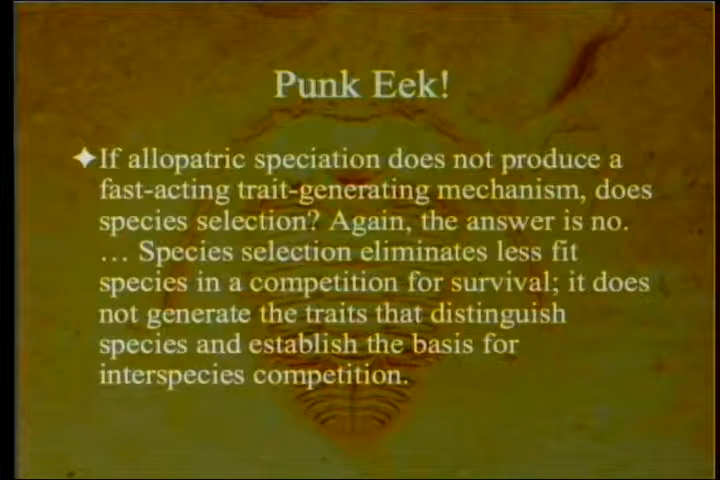 Punk Eek!
✦If allopatric speciation does not produce a
fast-acting trait-generating mechanism, does
species selection? Again, the answer is no.
… Species selection eliminates less fit
species in a competition for survival; it does
not generate the traits that distinguish
species and establish the basis for
interspecies competition.